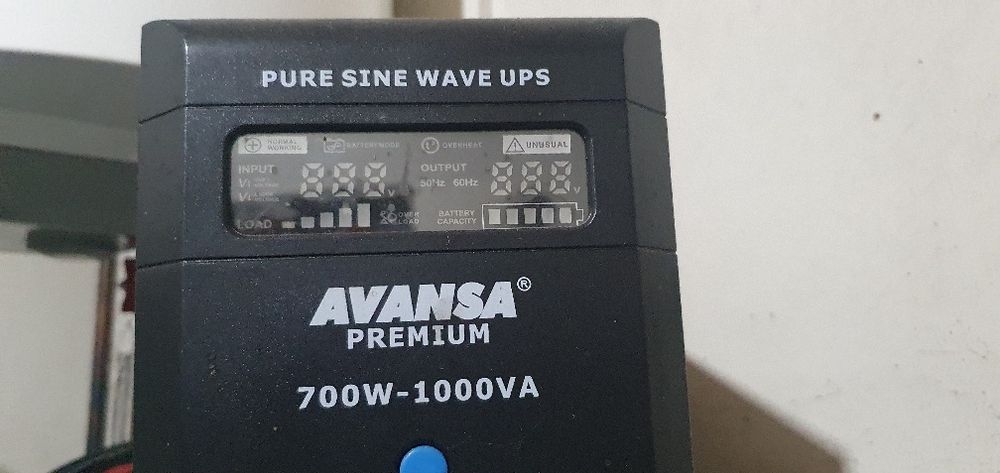 PURE SINE WAVE UPS
NORMAL WORKING BATTERY MODE OVERHEAT UNUSUAL
INPUT 888 V OUTPUT 50Hz 60Hz 888 V
LOAD OVER LOAD BATTERY CAPACITY
AVANSA®
PREMIUM
700W-1000VA